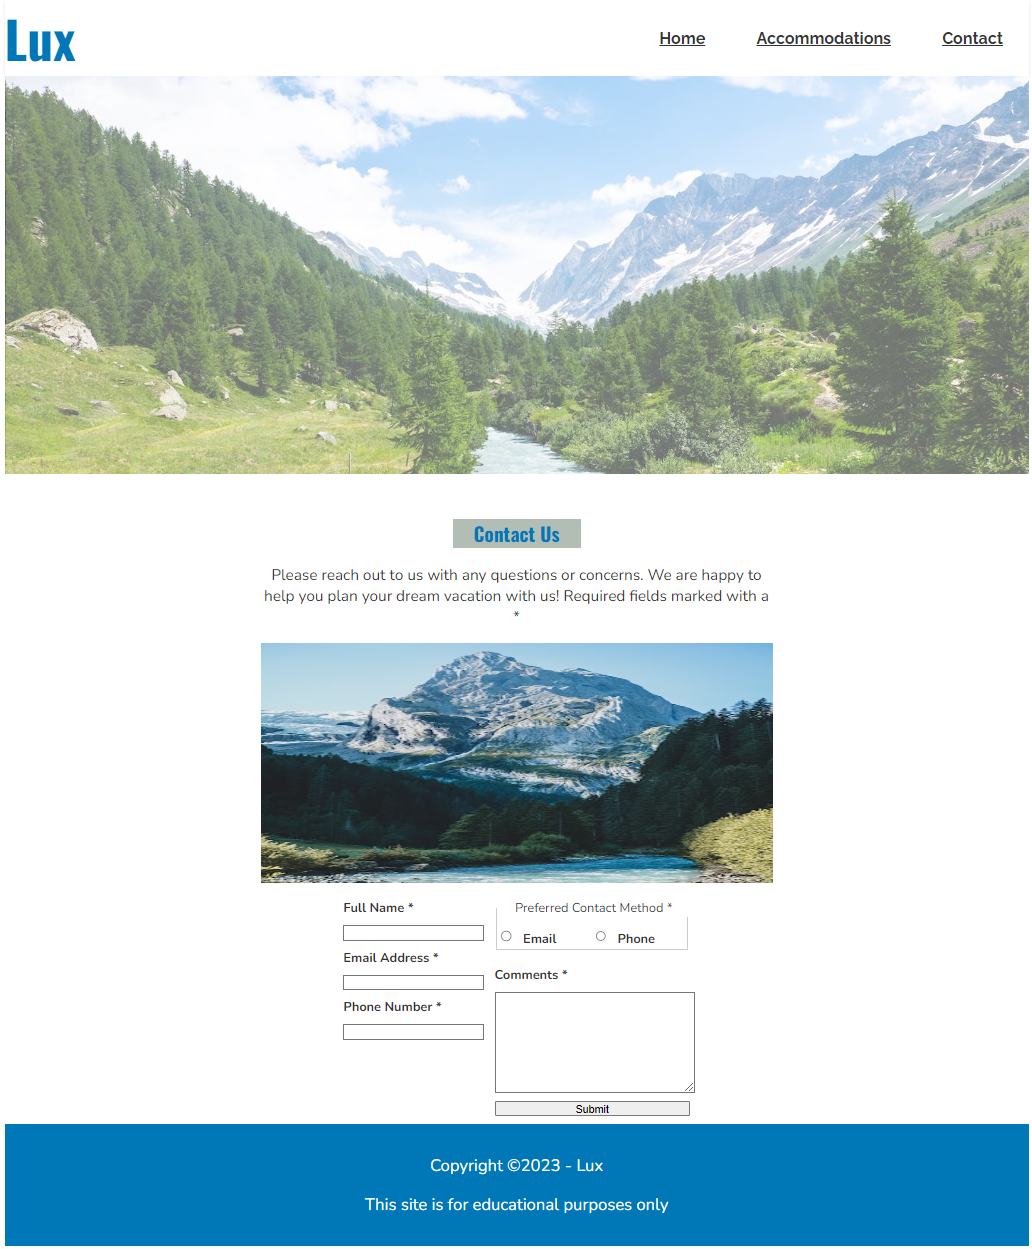 Lux
Home Accommodations Contact
Contact Us
Please reach out to us with any questions or concerns. We are happy to
help you plan your dream vacation with us! Required fields marked with a
*
Full Name *
Email Address *
Phone Number *
Preferred Contact Method *
Email Phone
Comments *
Submit
Copyright ©2023 - Lux
This site is for educational purposes only